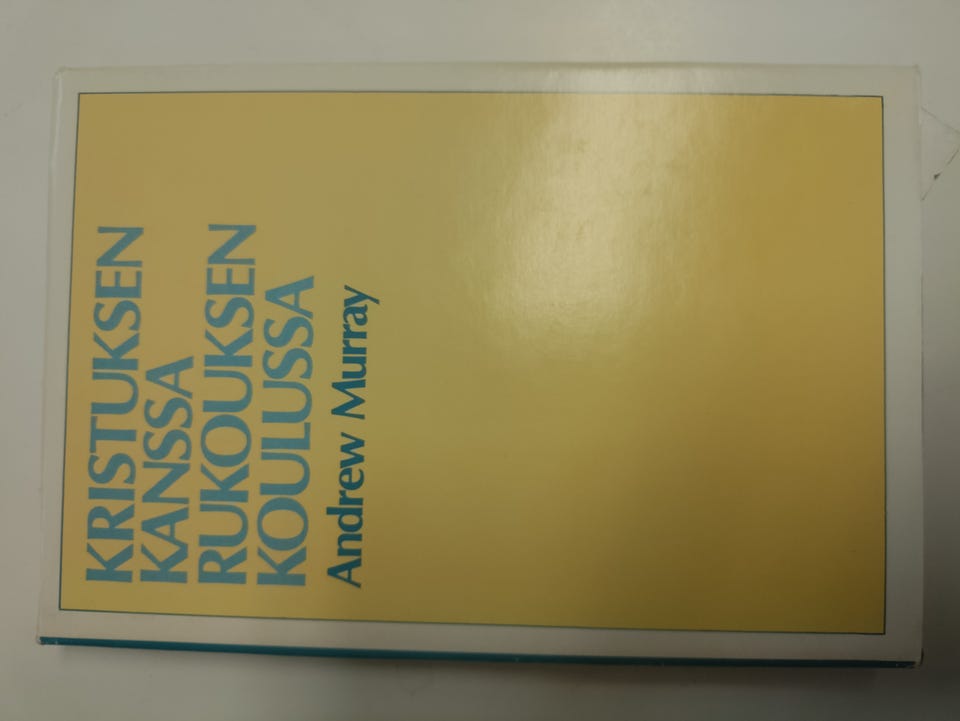 KRISTUKSEN
KANSSA
RUKOUKSEN
KOULUSSA
Andrew Murray